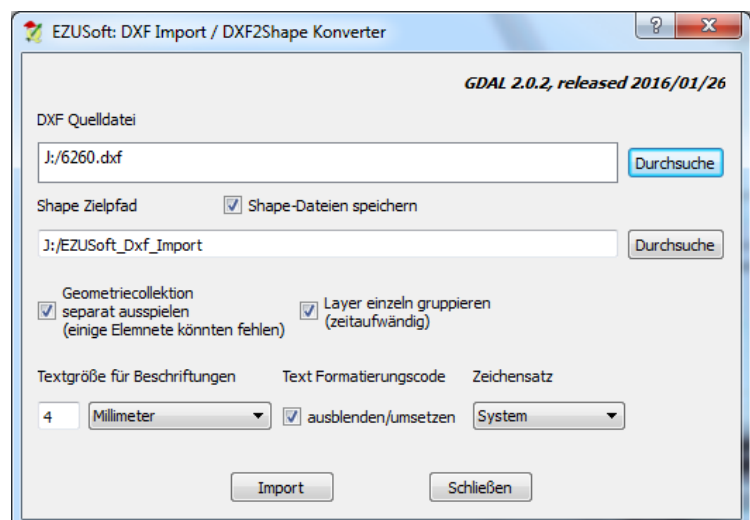 EZUSoft: DXF Import / DXF2Shape Konverter
GDAL 2.0.2, released 2016/01/26
DXF Quelldatei
J:/6260.dxf
Durchsuche
Shape Zielpfad
Shape-Dateien speichern
J:/EZUSoft_Dxf_Import
Durchsuche
Geometriecollektion
separat ausspielen
(einige Elemnete könnten fehlen)
Layer einzeln gruppieren
(zeitaufwändig)
Textgröße für Beschriftungen
Text Formatierungscode
Zeichensatz
4
Millimeter
ausblenden/umsetzen
System
Import
Schließen